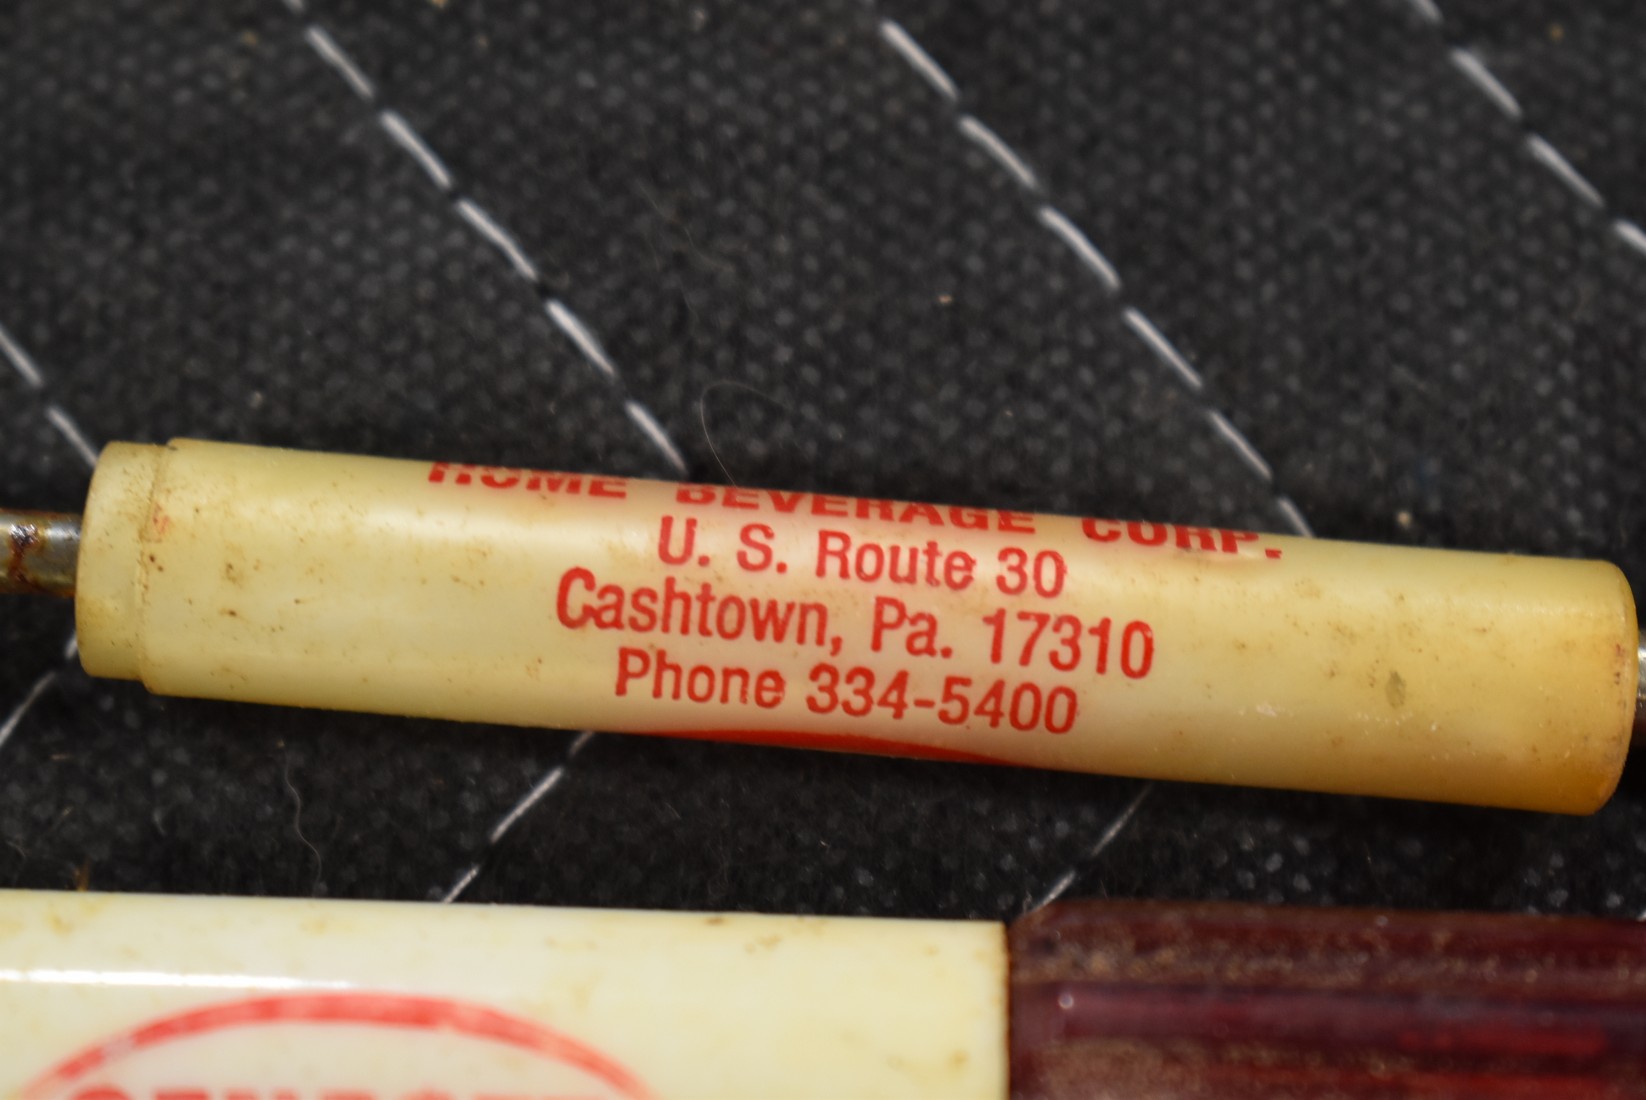 HOME BEVERAGE CORP.
U. S. Route 30
Cashtown, Pa. 17310
Phone 334-5400